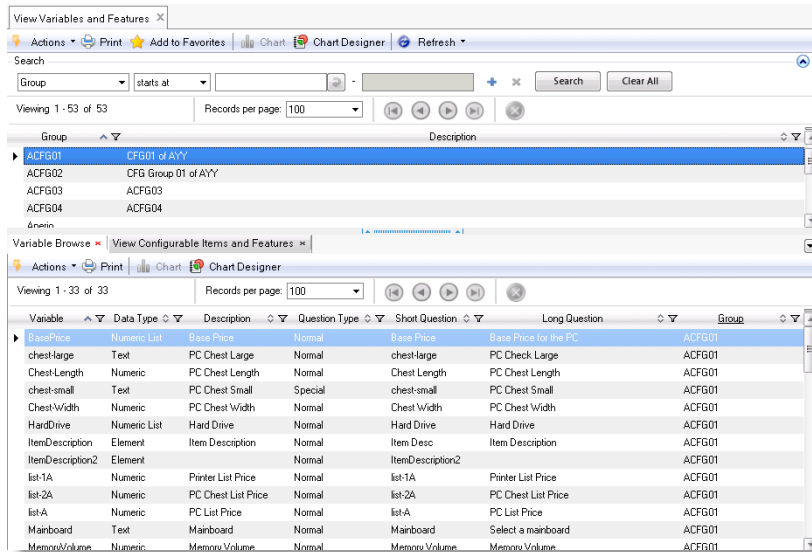 View Variables and Features
Actions Print Add to Favorites Chart Chart Designer Refresh
Search
Group starts at - Search Clear All
Viewing 1 - 53 of 53 Records per page: 100
Group Description
ACFG01 CFG01 of AYY
ACFG02 CFG Group 01 of AYY
ACFG03 ACFG03
ACFG04 ACFG04
Aperio
Variable Browse View Configurable Items and Features
Actions Print Chart Chart Designer
Viewing 1 - 33 of 33 Records per page: 100
Variable Data Type Description Question Type Short Question Long Question Group
BasePrice Numeric List Base Price Normal Base Price Base Price for the PC ACFG01
chest-large Text PC Chest Large Normal chest-large PC Check Large ACFG01
Chest-Length Numeric PC Chest Length Normal Chest Length PC Chest Length ACFG01
chest-small Text PC Chest Small Special chest-small PC Chest Small ACFG01
Chest-Width Numeric PC Chest Width Normal Chest Width PC Chest Width ACFG01
HardDrive Numeric List Hard Drive Normal Hard Drive Hard Drive ACFG01
ItemDescription Element Item Description Normal Item Desc Item Description ACFG01
ItemDescription2 Element Normal ItemDescription2 ACFG01
list-1A Numeric Printer List Price Normal list-1A Printer List Price ACFG01
list-2A Numeric PC Chest List Price Normal list-2A PC Chest List Price ACFG01
list-A Numeric PC List Price Normal list-A PC List Price ACFG01
Mainboard Text Mainboard Normal Mainboard Select a mainboard ACFG01
MemoryVolume Numeric Memory Volume Normal Memory Volume Memory Volume ACFG01